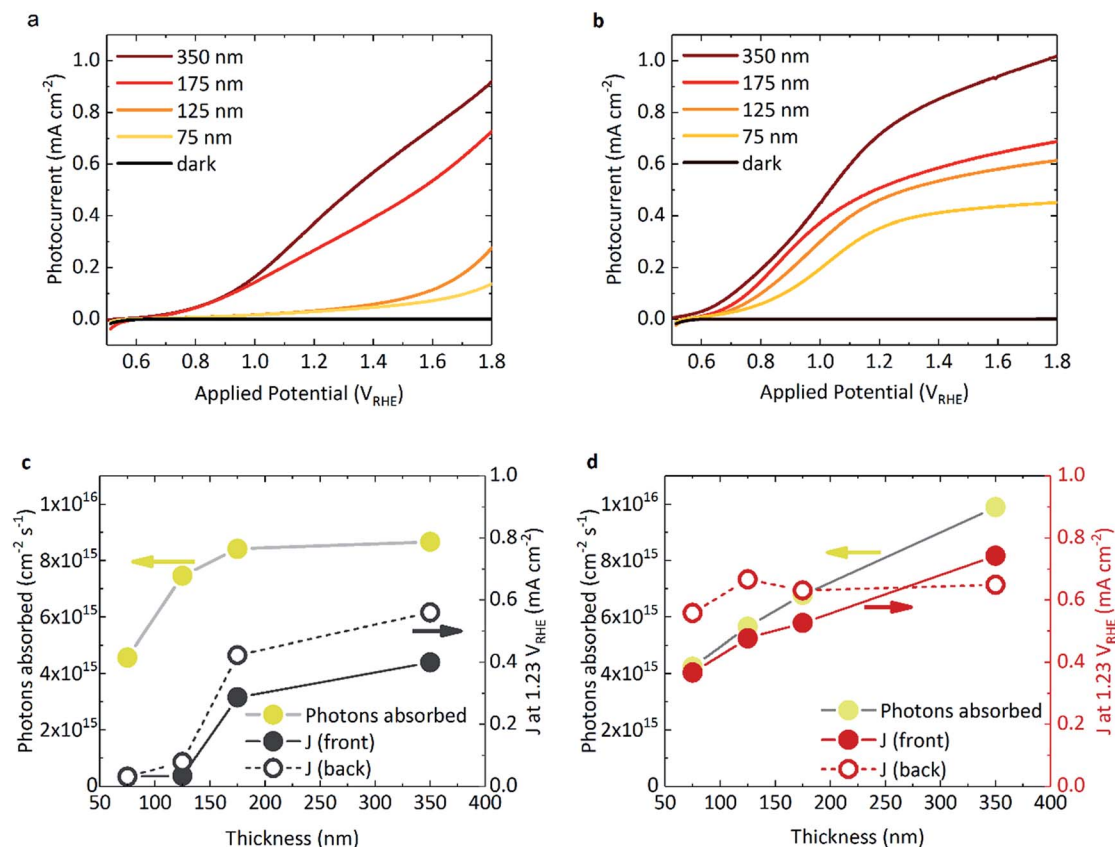 a
Photocurrent (mA cm⁻²)
1.0
0.8
0.6
0.4
0.2
0.0
350 nm
175 nm
125 nm
75 nm
dark
0.6 0.8 1.0 1.2 1.4 1.6 1.8
Applied Potential (V_RHE)
b
Photocurrent (mA cm⁻²)
1.0
0.8
0.6
0.4
0.2
0.0
350 nm
175 nm
125 nm
75 nm
dark
0.6 0.8 1.0 1.2 1.4 1.6 1.8
Applied Potential (V_RHE)
c
Photons absorbed (cm⁻² s⁻¹)
1x10¹⁶
8x10¹⁵
6x10¹⁵
4x10¹⁵
2x10¹⁵
0
Photons absorbed
J (front)
J (back)
1.0
0.8
0.6
0.4
0.2
0.0
J at 1.23 V_RHE (mA cm⁻²)
50 100 150 200 250 300 350 400
Thickness (nm)
d
Photons absorbed (cm⁻² s⁻¹)
1x10¹⁶
8x10¹⁵
6x10¹⁵
4x10¹⁵
2x10¹⁵
0
Photons absorbed
J (front)
J (back)
1.0
0.8
0.6
0.4
0.2
0.0
J at 1.23 V_RHE (mA cm⁻²)
50 100 150 200 250 300 350 400
Thickness (nm)